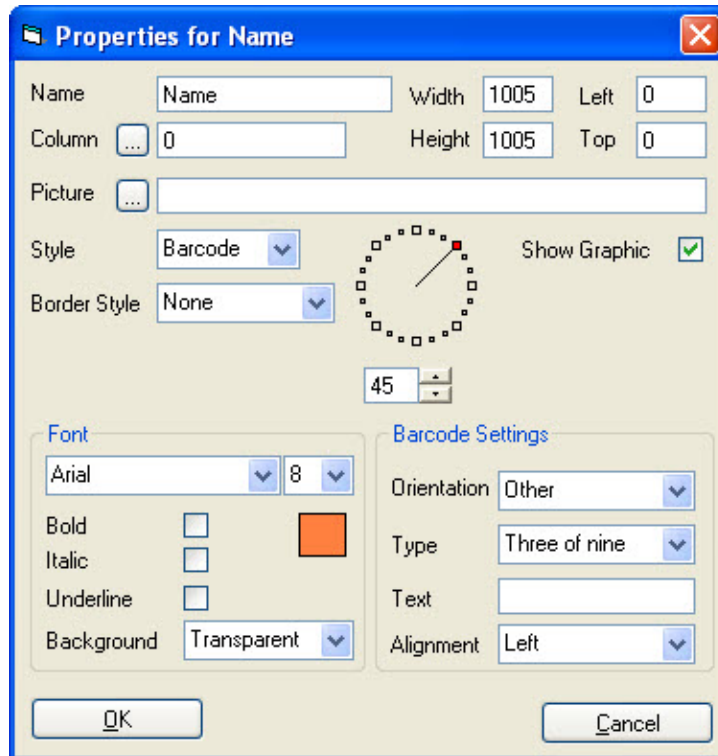 Properties for Name
Name Name Width 1005 Left 0
Column ... 0 Height 1005 Top 0
Picture ...
Style Barcode Show Graphic
Border Style None
45
Font
Arial 8
Bold
Italic
Underline
Background Transparent
Barcode Settings
Orientation Other
Type Three of nine
Text
Alignment Left
OK Cancel